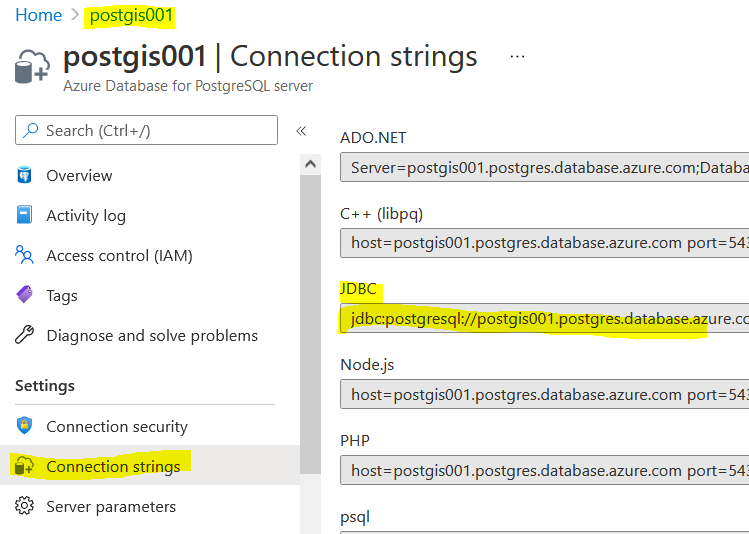 Home > postgis001
postgis001 | Connection strings ...
Azure Database for PostgreSQL server
Search (Ctrl+/)
«
Overview
Activity log
Access control (IAM)
Tags
Diagnose and solve problems
Settings
Connection security
Connection strings
Server parameters
ADO.NET
Server=postgis001.postgres.database.azure.com;Databa
C++ (libpq)
host=postgis001.postgres.database.azure.com port=543
JDBC
jdbc:postgresql://postgis001.postgres.database.azure.co
Node.js
host=postgis001.postgres.database.azure.com port=543
PHP
host=postgis001.postgres.database.azure.com port=543
psql